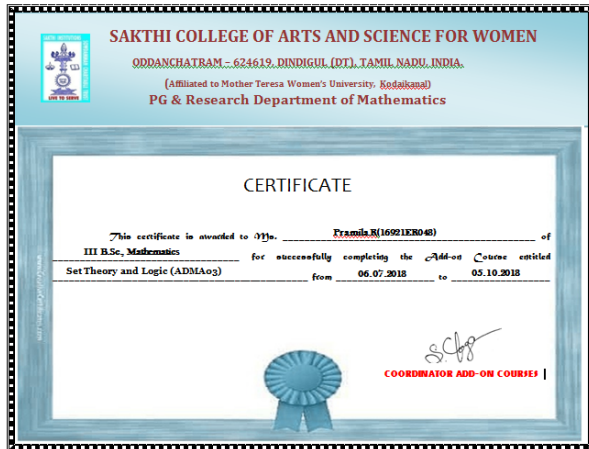 SAKTHI COLLEGE OF ARTS AND SCIENCE FOR WOMEN
ODDANCHATRAM – 624619. DINDIGUL (DT). TAMIL NADU. INDIA.
(Affiliated to Mother Teresa Women's University, Kodaikanal)
PG & Research Department of Mathematics
LIVE TO SERVE
CERTIFICATE
This certificate is awarded to Ms. Pramila.R(16921ER048) of
III B.Sc., Mathematics for successfully completing the Add-on Course entitled
Set Theory and Logic (ADMA03) from 06.07.2018 to 05.10.2018
COORDINATOR ADD-ON COURSES